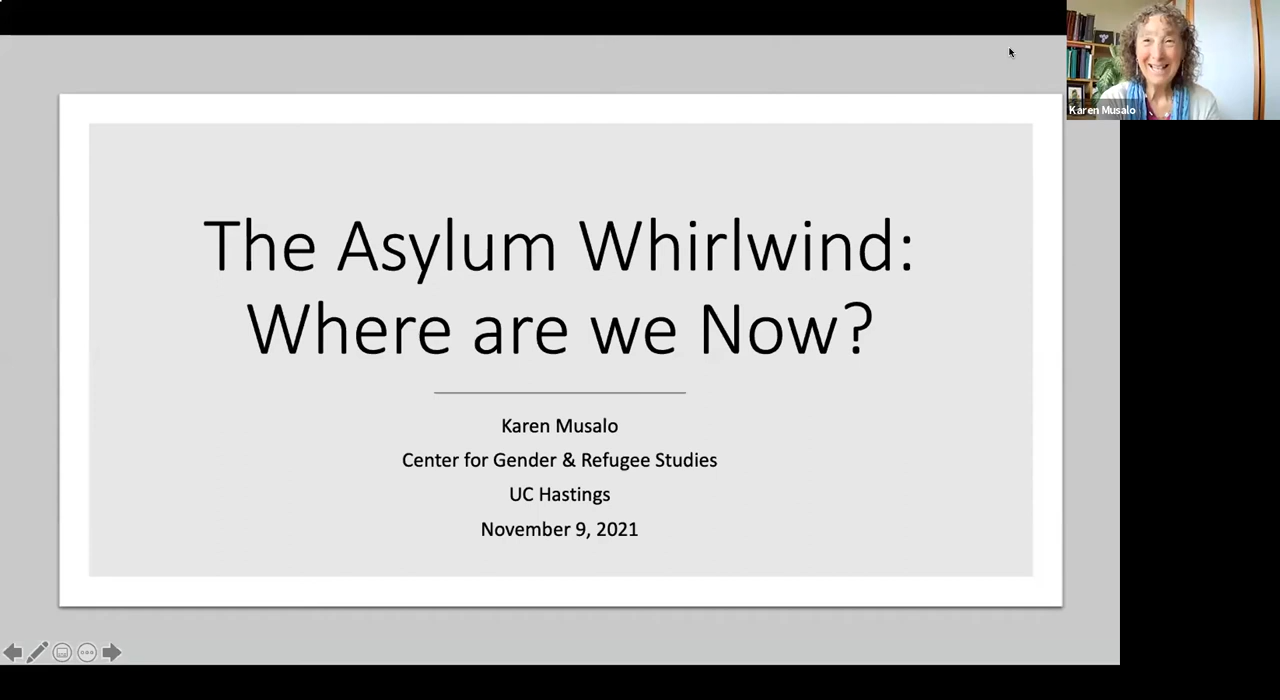 Karen Musalo
The Asylum Whirlwind:
Where are we Now?
Karen Musalo
Center for Gender & Refugee Studies
UC Hastings
November 9, 2021